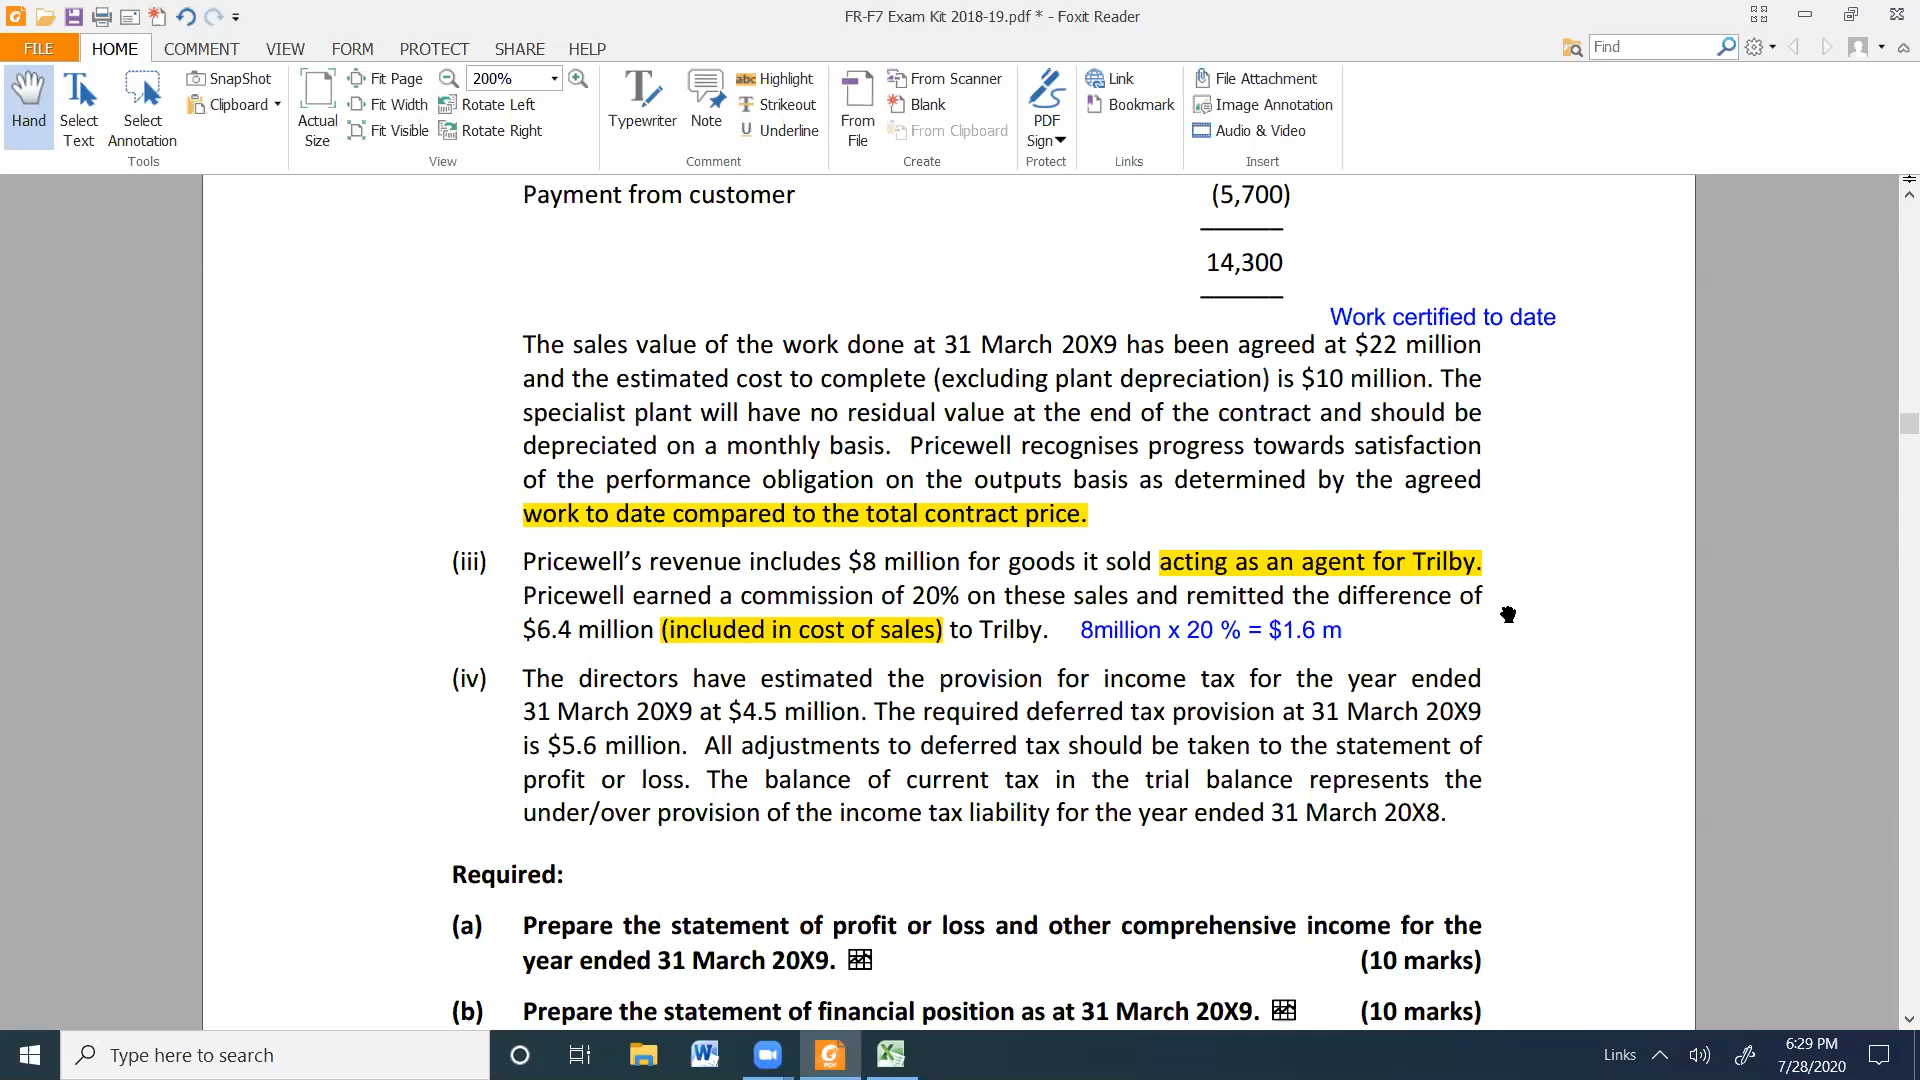 FR-F7 Exam Kit 2018-19.pdf * - Foxit Reader
FILE HOME COMMENT VIEW FORM PROTECT SHARE HELP Find
Hand
Select Text
Select Annotation
SnapShot
Clipboard
Tools
Actual Size
Fit Page
Fit Width
Fit Visible
200%
Rotate Left
Rotate Right
View
Typewriter
Note
Highlight
Strikeout
Underline
Comment
From File
From Scanner
Blank
From Clipboard
Create
PDF Sign
Protect
Link
Bookmark
Links
File Attachment
Image Annotation
Audio & Video
Insert
Payment from customer (5,700)
14,300
Work certified to date
The sales value of the work done at 31 March 20X9 has been agreed at $22 million
and the estimated cost to complete (excluding plant depreciation) is $10 million. The
specialist plant will have no residual value at the end of the contract and should be
depreciated on a monthly basis. Pricewell recognises progress towards satisfaction
of the performance obligation on the outputs basis as determined by the agreed
work to date compared to the total contract price.
(iii) Pricewell’s revenue includes $8 million for goods it sold acting as an agent for Trilby.
Pricewell earned a commission of 20% on these sales and remitted the difference of
$6.4 million (included in cost of sales) to Trilby. 8million x 20 % = $1.6 m
(iv) The directors have estimated the provision for income tax for the year ended
31 March 20X9 at $4.5 million. The required deferred tax provision at 31 March 20X9
is $5.6 million. All adjustments to deferred tax should be taken to the statement of
profit or loss. The balance of current tax in the trial balance represents the
under/over provision of the income tax liability for the year ended 31 March 20X8.
Required:
(a) Prepare the statement of profit or loss and other comprehensive income for the
year ended 31 March 20X9. (10 marks)
(b) Prepare the statement of financial position as at 31 March 20X9. (10 marks)
Type here to search
Links
6:29 PM
7/28/2020